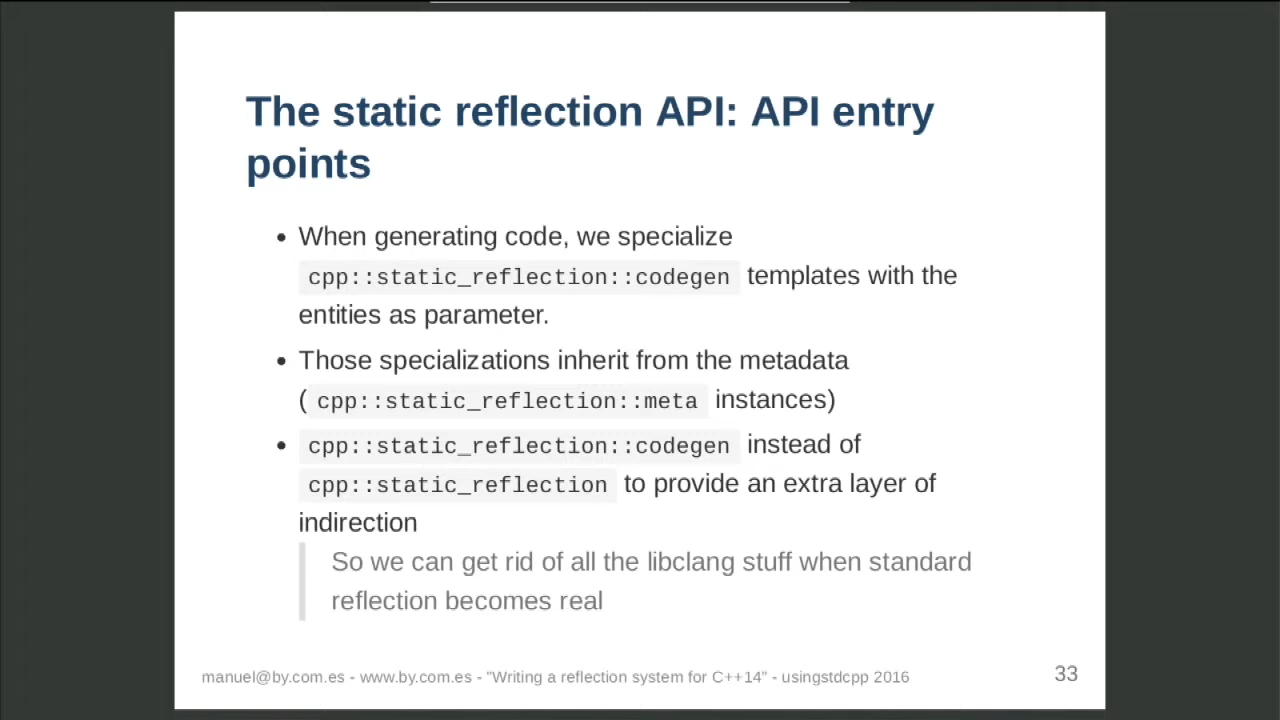 The static reflection API: API entry
points
• When generating code, we specialize
cpp::static_reflection::codegen templates with the
entities as parameter.
• Those specializations inherit from the metadata
( cpp::static_reflection::meta instances)
• cpp::static_reflection::codegen instead of
cpp::static_reflection to provide an extra layer of
indirection
So we can get rid of all the libclang stuff when standard
reflection becomes real
manuel@by.com.es - www.by.com.es - "Writing a reflection system for C++14" - usingstdcpp 2016
33